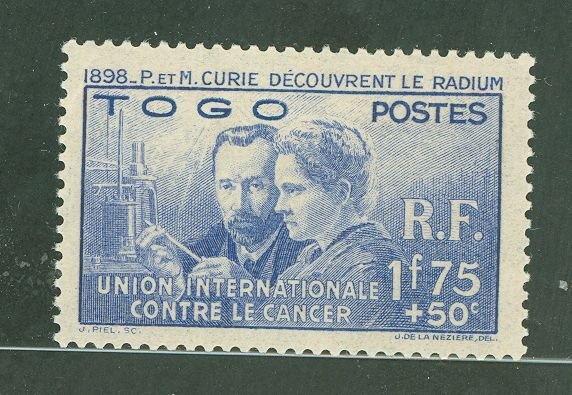 1898_P. ET M. CURIE DÉCOUVRENT LE RADIUM
TOGO POSTES
R.F.
UNION INTERNATIONALE 1f75
CONTRE LE CANCER +50c
J. PIEL. SC. J. DE LA NEZIERE, DEL.